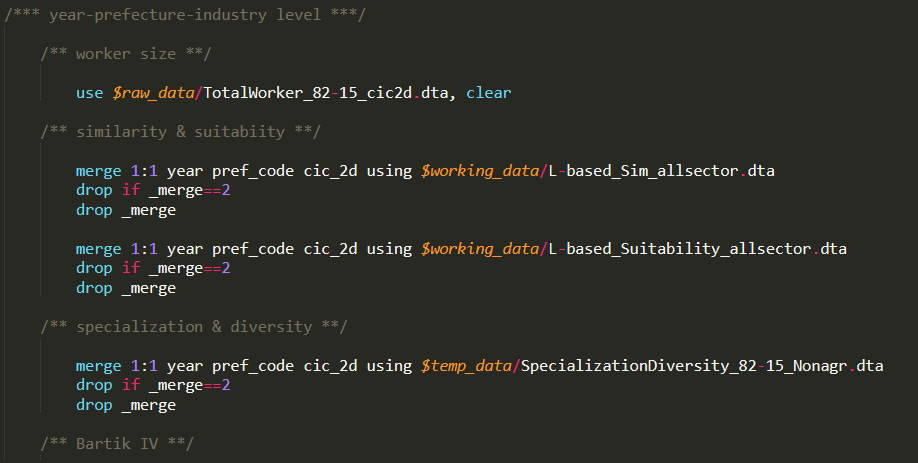 /*** year-prefecture-industry level ***/
/** worker size **/
use $raw_data/TotalWorker_82-15_cic2d.dta, clear
/** similarity & suitabiity **/
merge 1:1 year pref_code cic_2d using $working_data/L-based_Sim_allsector.dta
drop if _merge==2
drop _merge
merge 1:1 year pref_code cic_2d using $working_data/L-based_Suitability_allsector.dta
drop if _merge==2
drop _merge
/** specialization & diversity **/
merge 1:1 year pref_code cic_2d using $temp_data/SpecializationDiversity_82-15_Nonagr.dta
drop if _merge==2
drop _merge
/** Bartik IV **/